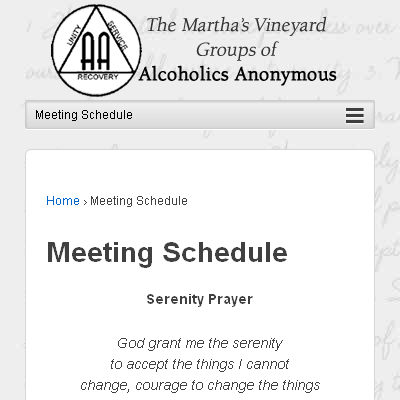 UNITY
SERVICE
AA
RECOVERY
The Martha's Vineyard
Groups of
Alcoholics Anonymous
Meeting Schedule
Home › Meeting Schedule
Meeting Schedule
Serenity Prayer
God grant me the serenity
to accept the things I cannot
change, courage to change the things